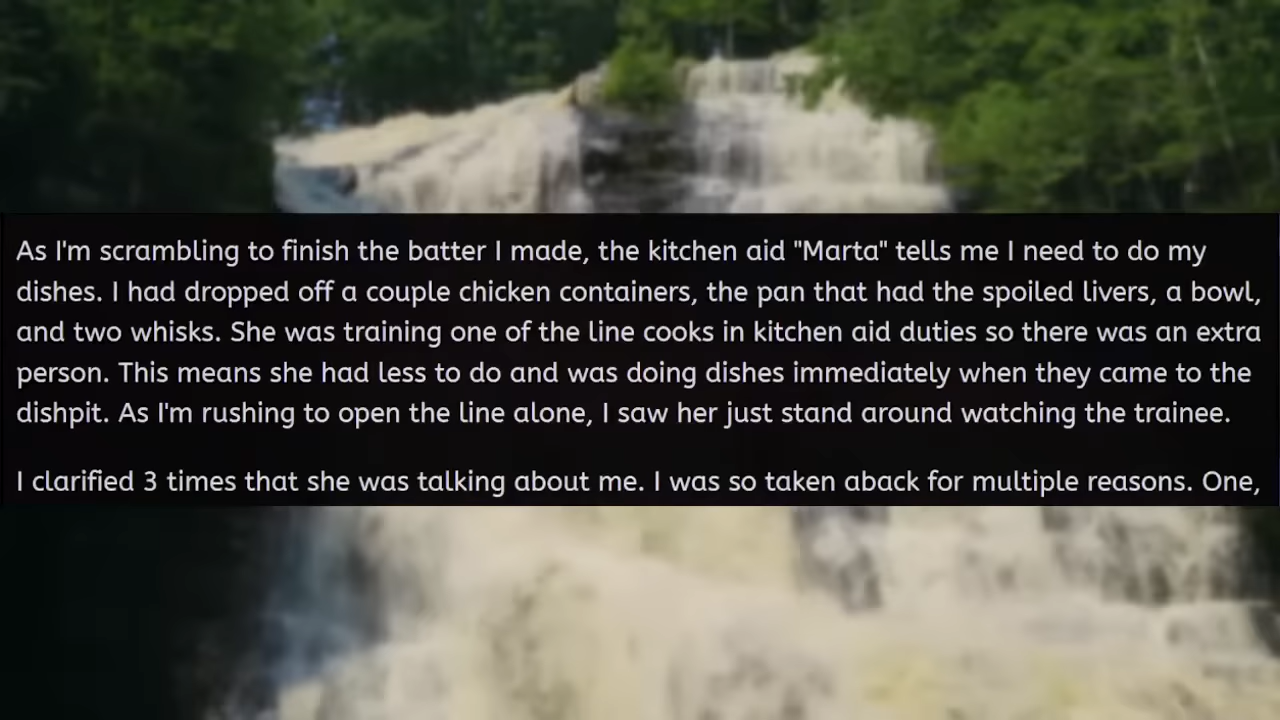 As I'm scrambling to finish the batter I made, the kitchen aid "Marta" tells me I need to do my
dishes. I had dropped off a couple chicken containers, the pan that had the spoiled livers, a bowl,
and two whisks. She was training one of the line cooks in kitchen aid duties so there was an extra
person. This means she had less to do and was doing dishes immediately when they came to the
dishpit. As I'm rushing to open the line alone, I saw her just stand around watching the trainee.
I clarified 3 times that she was talking about me. I was so taken aback for multiple reasons. One,